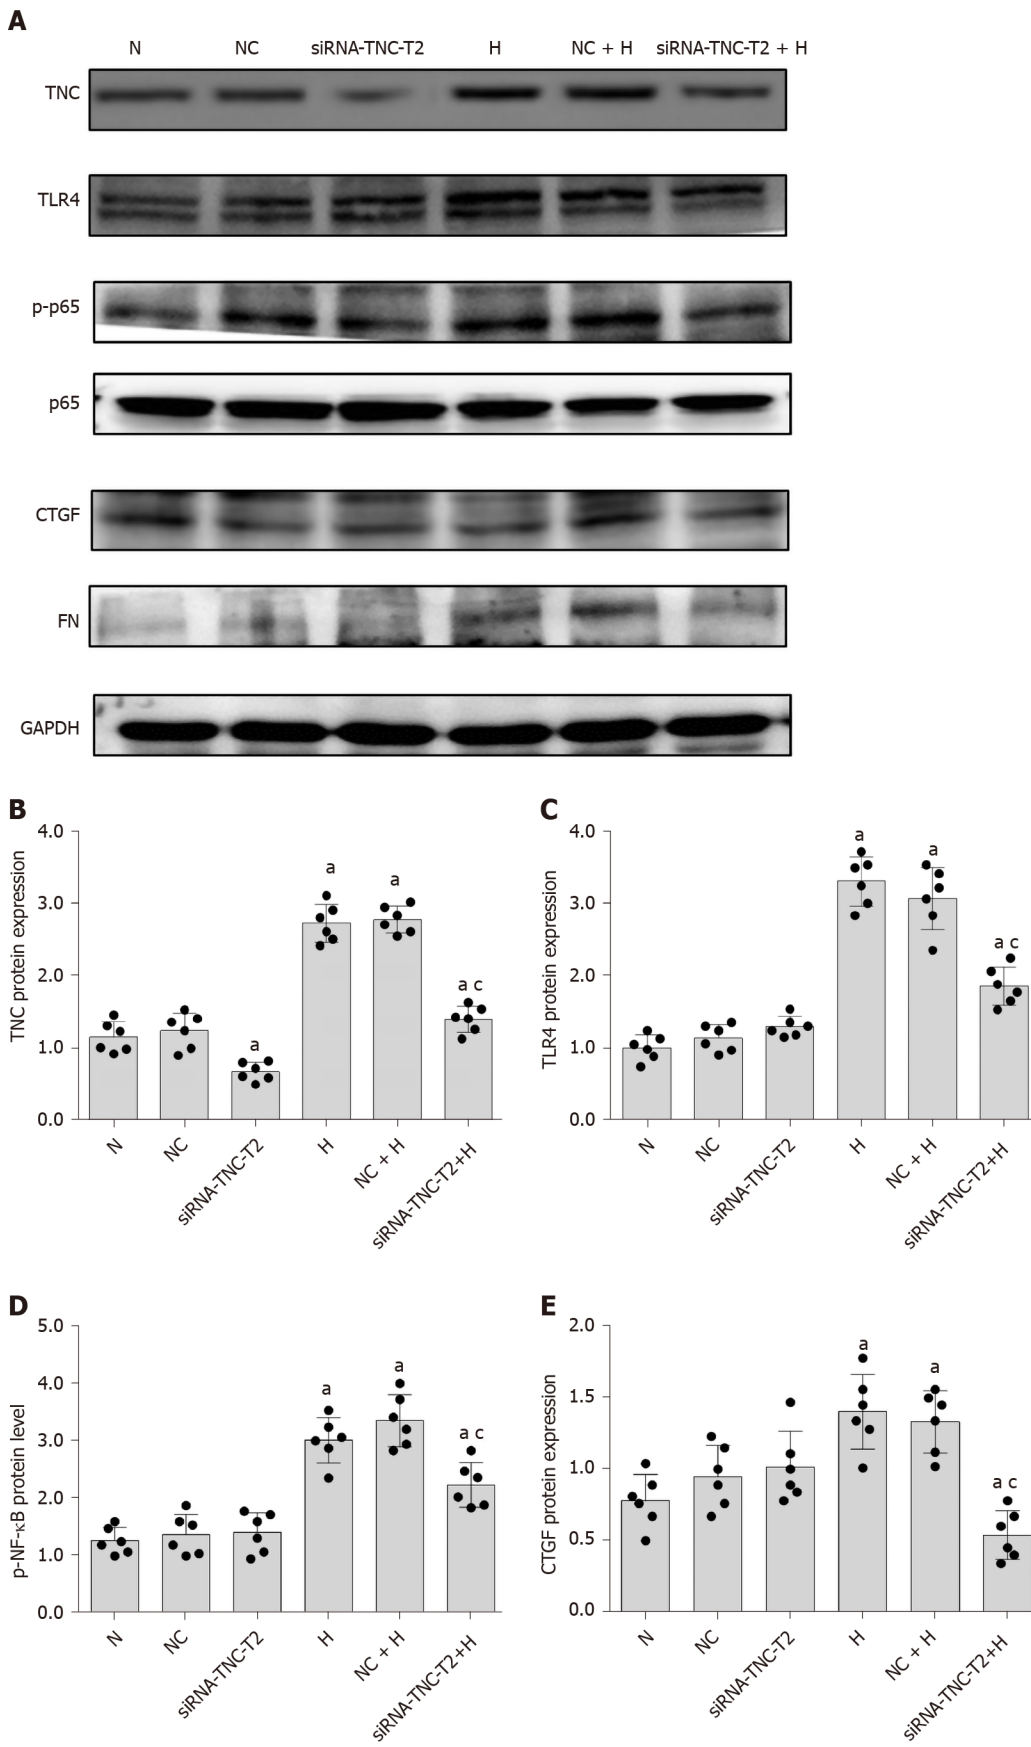 A
N NC siRNA-TNC-T2 H NC + H siRNA-TNC-T2 + H
TNC
TLR4
p-p65
p65
CTGF
FN
GAPDH
B
TNC protein expression
4.0
3.0
2.0
1.0
0.0
a
a
a
a c
N
NC
siRNA-TNC-T2
H
NC + H
siRNA-TNC-T2+H
C
TLR4 protein expression
4.0
3.0
2.0
1.0
0.0
a
a
a c
N
NC
siRNA-TNC-T2
H
NC + H
siRNA-TNC-T2+H
D
p-NF-κB protein level
5.0
4.0
3.0
2.0
1.0
0.0
a
a
a c
N
NC
siRNA-TNC-T2
H
NC + H
siRNA-TNC-T2+H
E
CTGF protein expression
2.0
1.5
1.0
0.5
0.0
a
a
a c
N
NC
siRNA-TNC-T2
H
NC + H
siRNA-TNC-T2+H